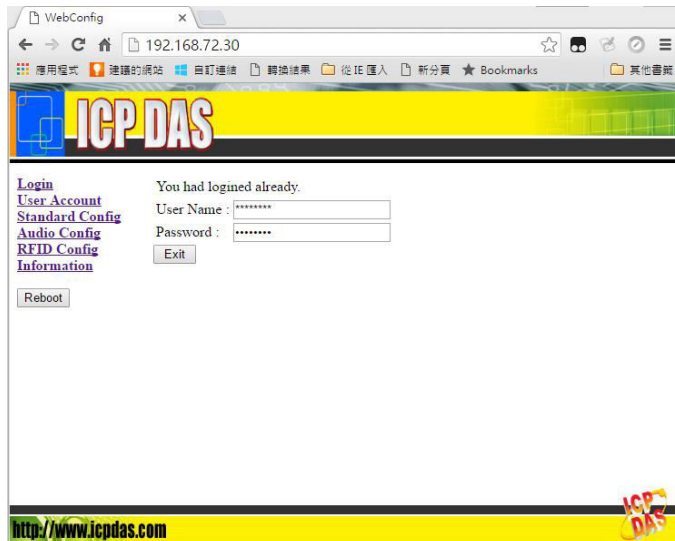 WebConfig
192.168.72.30
應用程式 建議的網站 自訂連結 轉換結果 從 IE 匯入 新分頁 Bookmarks 其他書籤
ICP DAS
Login
User Account
Standard Config
Audio Config
RFID Config
Information
Reboot
You had logined already.
User Name : ********
Password : ••••••••
Exit
http://www.icpdas.com
ICP
DAS